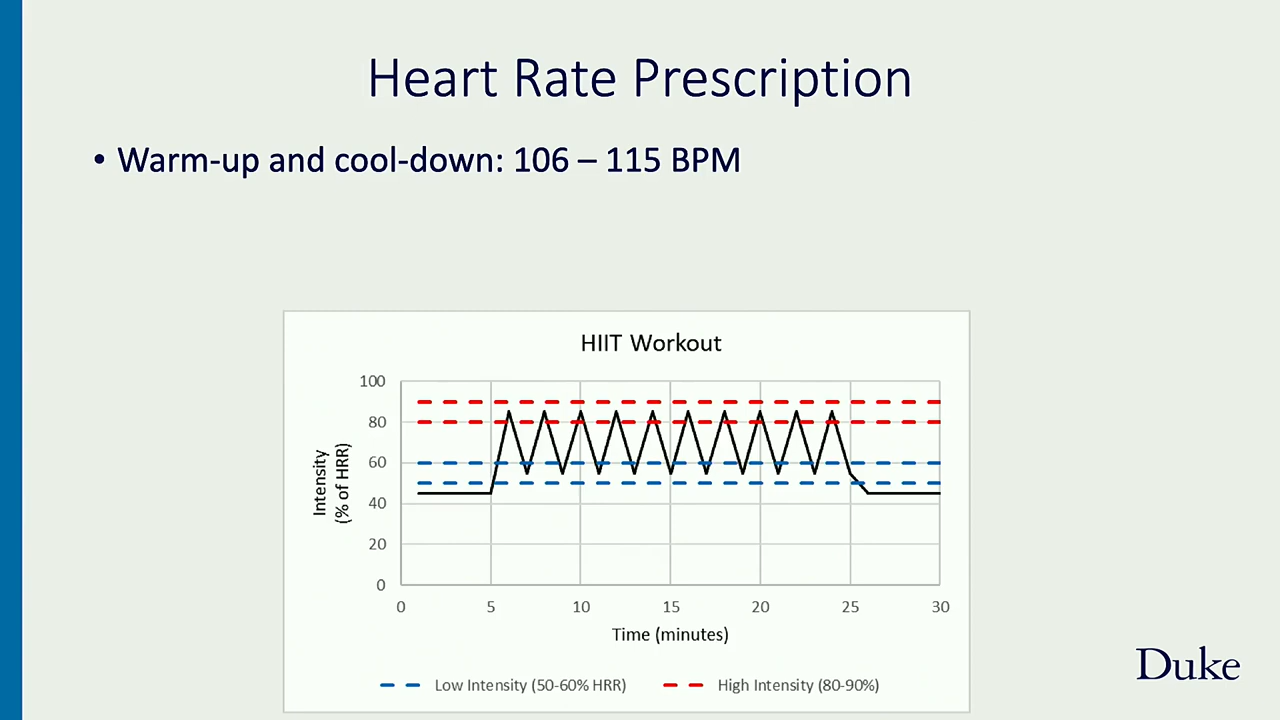 Heart Rate Prescription
• Warm-up and cool-down: 106 – 115 BPM
HIIT Workout
100
80
60
40
20
0
Intensity
(% of HRR)
0 5 10 15 20 25 30
Time (minutes)
Low Intensity (50-60% HRR) High Intensity (80-90%)
Duke